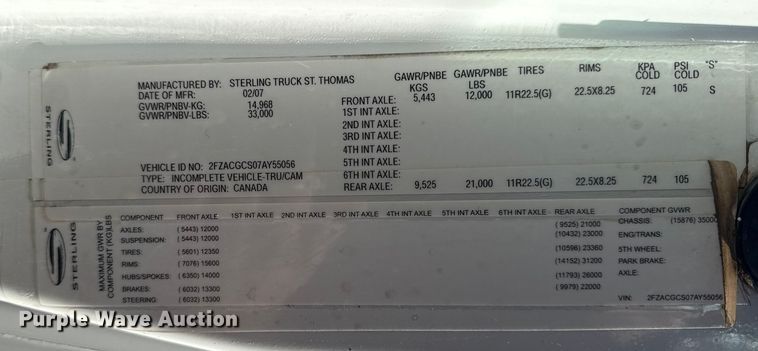 GAWR/PNBE GAWR/PNBE TIRES RIMS KPA PSI "S"
KGS LBS COLD COLD
MANUFACTURED BY: STERLING TRUCK ST. THOMAS
DATE OF MFR: 02/07
GVWR/PNBV-KG: 14,968
GVWR/PNBV-LBS: 33,000
FRONT AXLE: 5,443 12,000 11R22.5(G) 22.5X8.25 724 105 S
1ST INT AXLE:
2ND INT AXLE:
3RD INT AXLE:
4TH INT AXLE:
5TH INT AXLE:
6TH INT AXLE:
REAR AXLE: 9,525 21,000 11R22.5(G) 22.5X8.25 724 105
VEHICLE ID NO: 2FZACGCS07AY55056
TYPE: INCOMPLETE VEHICLE-TRU/CAM
COUNTRY OF ORIGIN: CANADA
STERLING
STERLING
MAXIMUM GWR BY
COMPONENT (KG)LBS
COMPONENT FRONT AXLE 1ST INT AXLE 2ND INT AXLE 3RD INT AXLE 4TH INT AXLE 5TH INT AXLE 6TH INT AXLE REAR AXLE COMPONENT GVWR
AXLES: ( 5443) 12000 ( 9525) 21000 CHASSIS: (15876) 35000
SUSPENSION: ( 5443) 12000 (10432) 23000 ENG/TRANS:
TIRES: ( 5601) 12350 (10596) 23360 5TH WHEEL:
RIMS: ( 7076) 15600 (14152) 31200 PARK BRAKE:
HUBS/SPOKES: ( 6350) 14000 (11793) 26000 AXLE:
BRAKES: ( 6032) 13300 ( 9979) 22000
STEERING: ( 6032) 13300 VIN: 2FZACGCS07AY55056
Purple Wave Auction